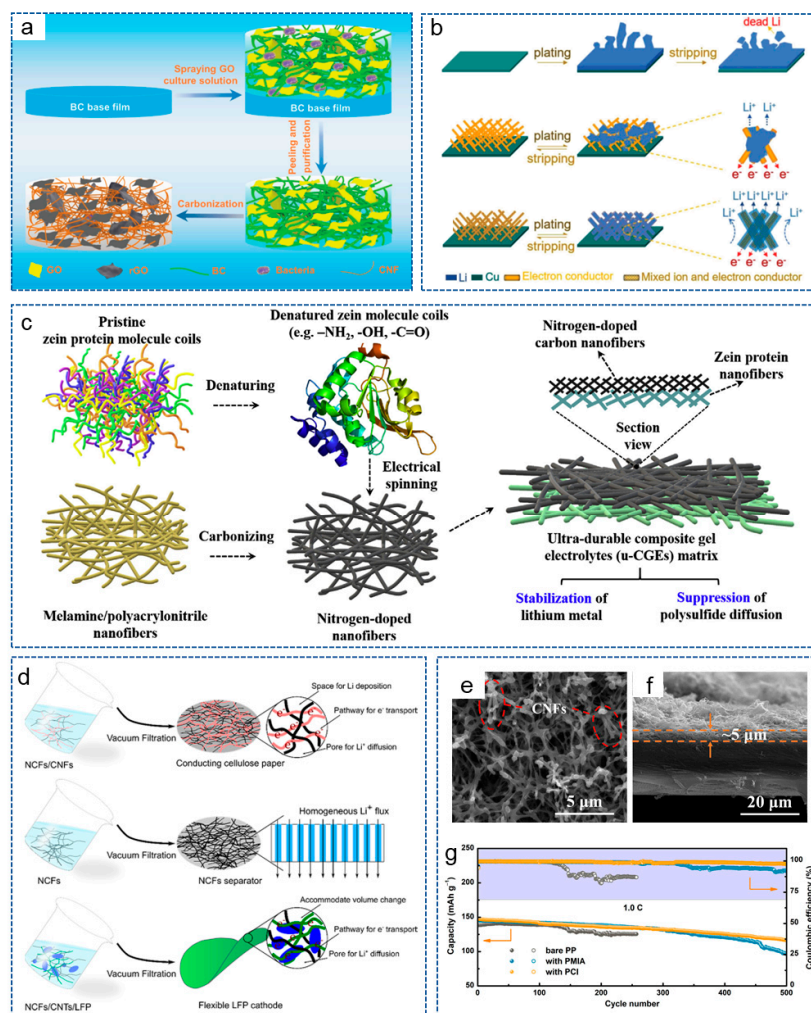 a
Spraying GO
culture solution
BC base film
BC base film
Peeling and
purification
Carbonization
GO
rGO
BC
Bacteria
CNF
b
dead Li
plating
stripping
plating
stripping
Li⁺
Li⁺
e⁻
e⁻
plating
stripping
Li⁺ Li⁺ Li⁺ Li⁺
Li⁺
Li⁺
e⁻ e⁻ e⁻ e⁻
Li
Cu
Electron conductor
Mixed ion and electron conductor
c
Pristine
zein protein molecule coils
Denaturing
Denatured zein molecule coils
(e.g. –NH₂, -OH, -C=O)
Electrical
spinning
Nitrogen-doped
carbon nanofibers
Zein protein
nanofibers
Section
view
Carbonizing
Melamine/polyacrylonitrile
nanofibers
Nitrogen-doped
nanofibers
Ultra-durable composite gel
electrolytes (u-CGEs) matrix
Stabilization of
lithium metal
Suppression of
polysulfide diffusion
d
NCFs/CNFs
Vacuum Filtration
Conducting cellulose paper
Space for Li deposition
Pathway for e⁻ transport
Pore for Li⁺ diffusion
NCFs
Vacuum Filtration
NCFs separator
Homogeneous Li⁺ flux
NCFs/CNTs/LFP
Vacuum Filtration
Flexible LFP cathode
Accommodate volume change
Pathway for e⁻ transport
Pore for Li⁺ diffusion
e
CNFs
5 μm
f
~5 μm
20 μm
g
Capacity (mAh g⁻¹)
225
200
175
150
125
100
75
50
1.0 C
bare PP
with PMIA
with PCI
0
100
200
300
400
500
Cycle number
100
75
50
25
0
Coulombic efficiency (%)